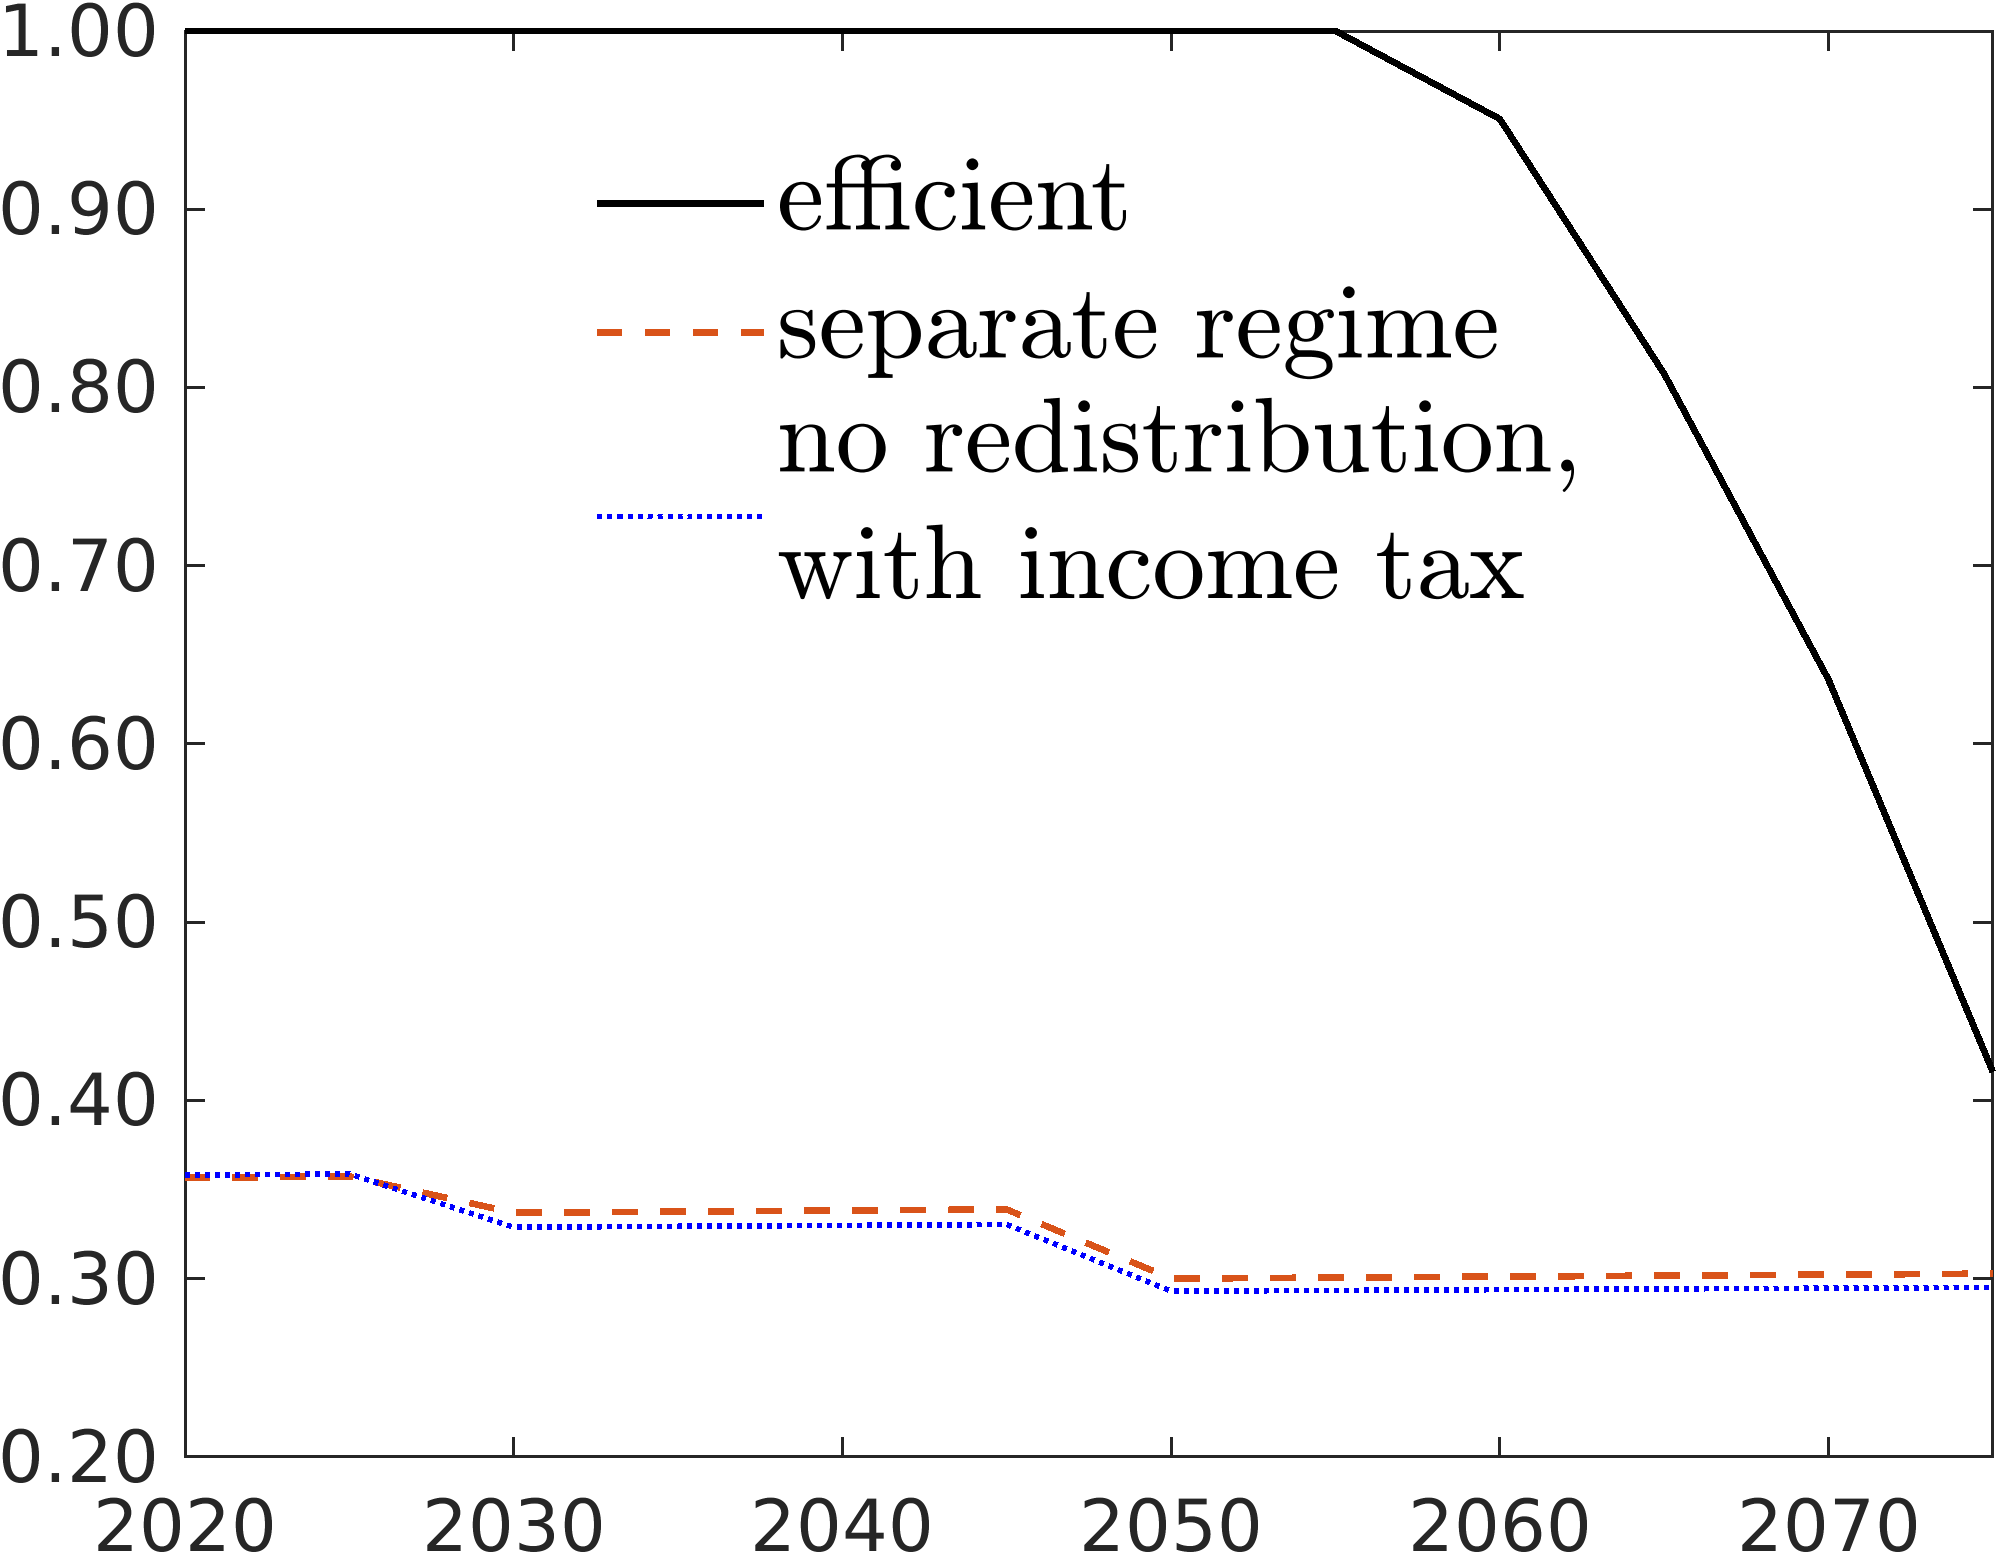 1.00
0.90
0.80
0.70
0.60
0.50
0.40
0.30
0.20
efficient
separate regime
no redistribution,
with income tax
2020 2030 2040 2050 2060 2070